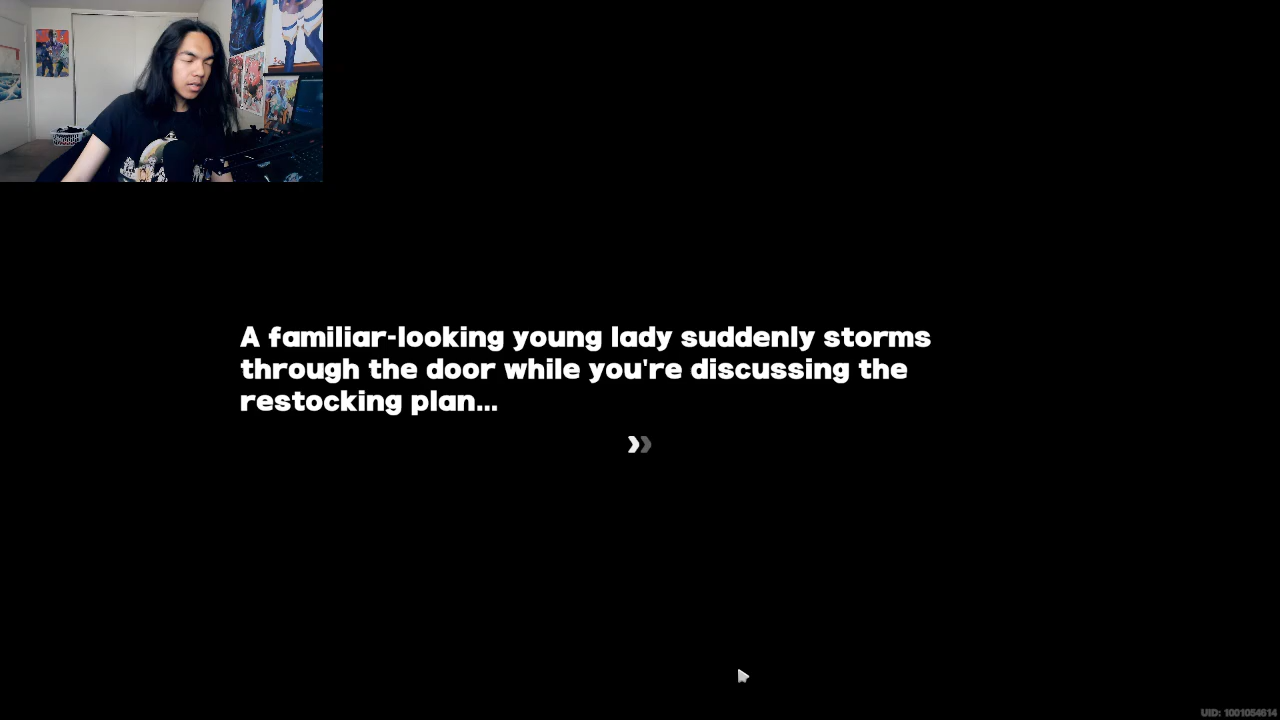 A familiar-looking young lady suddenly storms
through the door while you're discussing the
restocking plan...
UID: 1001054614